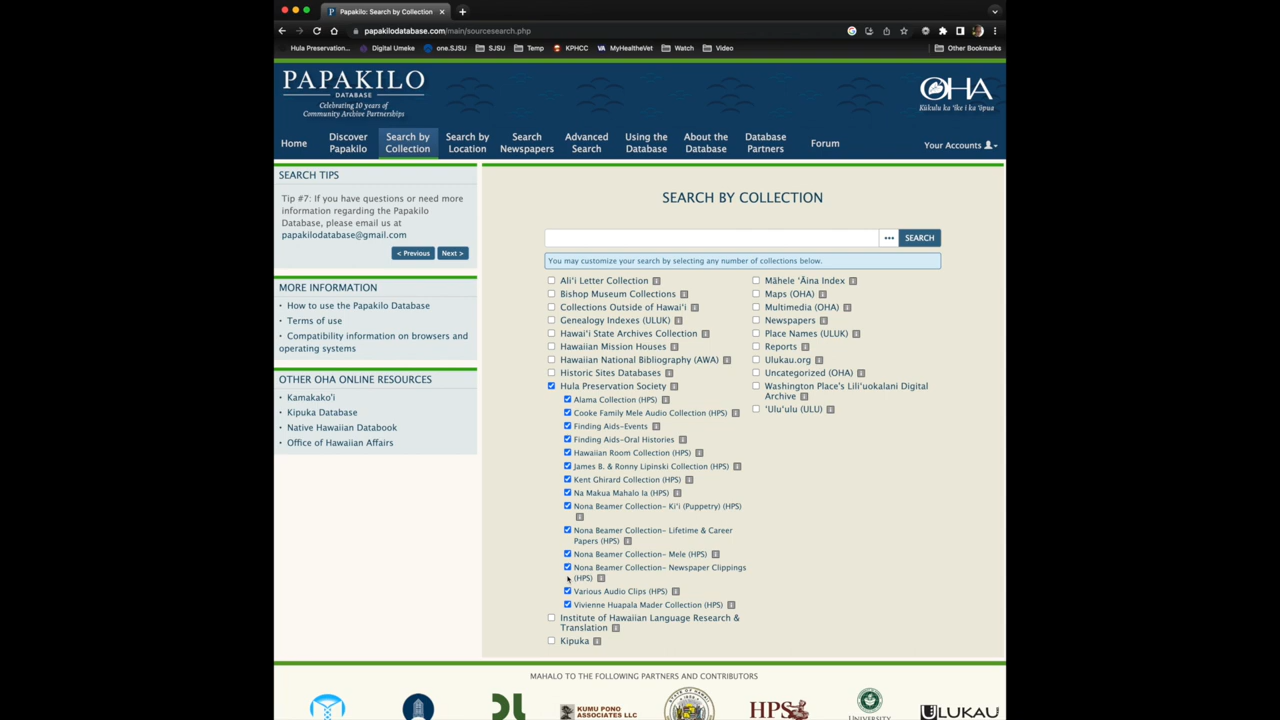 Papakilo: Search by Collection
papakilodatabase.com/main/sourcesearch.php
Hula Preservation... Digital Umeke one.SJSU SJSU Temp KPHCC MyHealtheVet Watch Video Other Bookmarks
PAPAKILO
DATABASE
Celebrating 10 years of
Community Archive Partnerships
OHA
Kūkulu ka ʻike i ka ʻōpua
Home
Discover Papakilo
Search by Collection
Search by Location
Search Newspapers
Advanced Search
Using the Database
About the Database
Database Partners
Forum
Your Accounts
SEARCH TIPS
Tip #7: If you have questions or need more
information regarding the Papakilo
Database, please email us at
papakilodatabase@gmail.com
< Previous Next >
MORE INFORMATION
• How to use the Papakilo Database
• Terms of use
• Compatibility information on browsers and
operating systems
OTHER OHA ONLINE RESOURCES
• Kamakakoʻi
• Kipuka Database
• Native Hawaiian Databook
• Office of Hawaiian Affairs
SEARCH BY COLLECTION
••• SEARCH
You may customize your search by selecting any number of collections below.
Aliʻi Letter Collection
Bishop Museum Collections
Collections Outside of Hawaiʻi
Genealogy Indexes (ULUK)
Hawaiʻi State Archives Collection
Hawaiian Mission Houses
Hawaiian National Bibliography (AWA)
Historic Sites Databases
Hula Preservation Society
Alama Collection (HPS)
Cooke Family Mele Audio Collection (HPS)
Finding Aids-Events
Finding Aids-Oral Histories
Hawaiian Room Collection (HPS)
James B. & Ronny Lipinski Collection (HPS)
Kent Ghirard Collection (HPS)
Na Makua Mahalo Ia (HPS)
Nona Beamer Collection- Kiʻi (Puppetry) (HPS)
Nona Beamer Collection- Lifetime & Career
Papers (HPS)
Nona Beamer Collection- Mele (HPS)
Nona Beamer Collection- Newspaper Clippings
(HPS)
Various Audio Clips (HPS)
Vivienne Huapala Mader Collection (HPS)
Institute of Hawaiian Language Research &
Translation
Kipuka
Māhele ʻĀina Index
Maps (OHA)
Multimedia (OHA)
Newspapers
Place Names (ULUK)
Reports
Ulukau.org
Uncategorized (OHA)
Washington Place's Liliʻuokalani Digital
Archive
ʻUluʻulu (ULU)
MAHALO TO THE FOLLOWING PARTNERS AND CONTRIBUTORS
KUMU PONO
ASSOCIATES LLC
STATE OF HAWAII
HPS
UNIVERSITY
ULUKAU